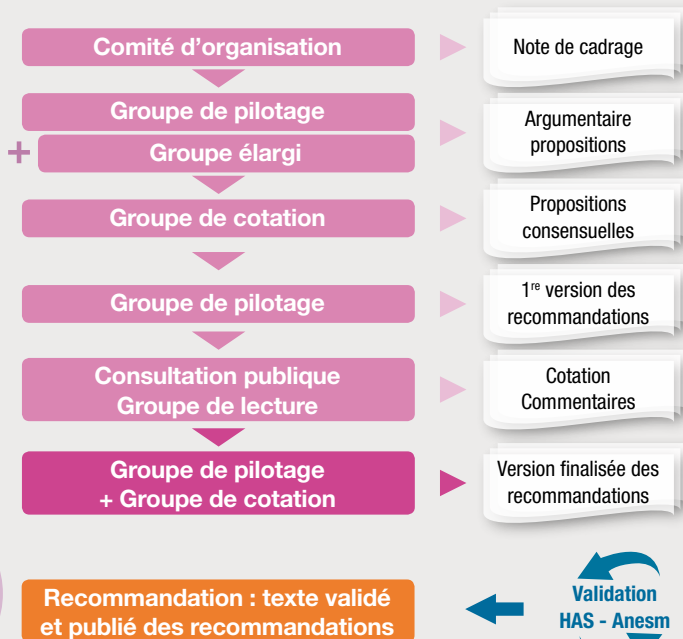 Comité d'organisation
Note de cadrage
Groupe de pilotage
+ Groupe élargi
Argumentaire
propositions
Groupe de cotation
Propositions
consensuelles
Groupe de pilotage
1re version des
recommandations
Consultation publique
Groupe de lecture
Cotation
Commentaires
Groupe de pilotage
+ Groupe de cotation
Version finalisée des
recommandations
Recommandation : texte validé
et publié des recommandations
Validation
HAS - Anesm